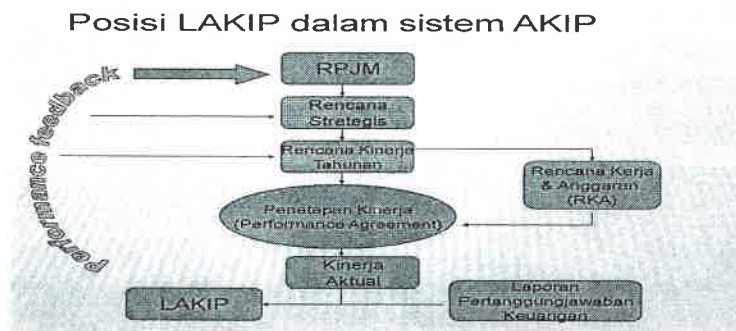 Posisi LAKIP dalam sistem AKIP
Performance feedback
RPJM
Rencana
Strategis
Rencana Kinerja
Tahunan
Rencana Kerja
& Anggaran
(RKA)
Penetapan Kinerja
(Performance Agreement)
Kinerja
Aktual
LAKIP
Laporan
Pertanggungjawaban
Keuangan